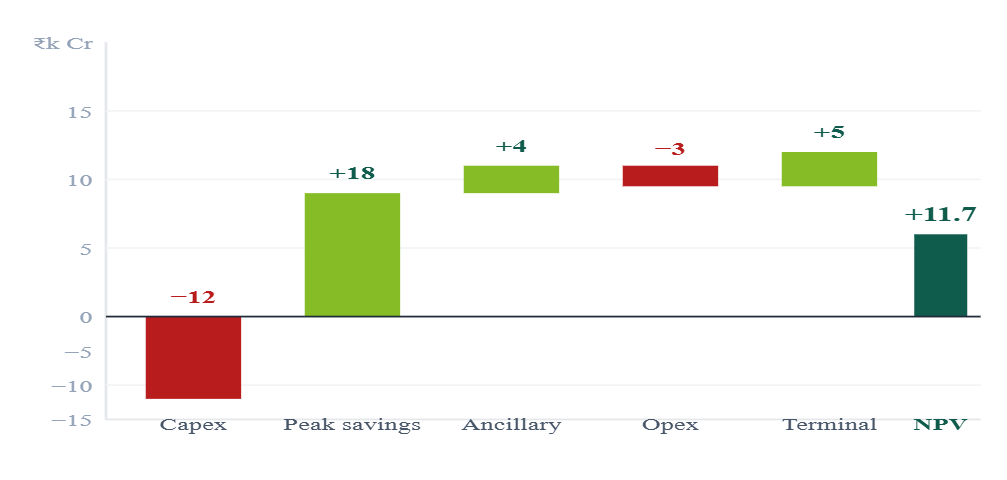 ₹k Cr
15
10
5
0
−5
−10
−15
−12
+18
+4
−3
+5
+11.7
Capex
Peak savings
Ancillary
Opex
Terminal
NPV